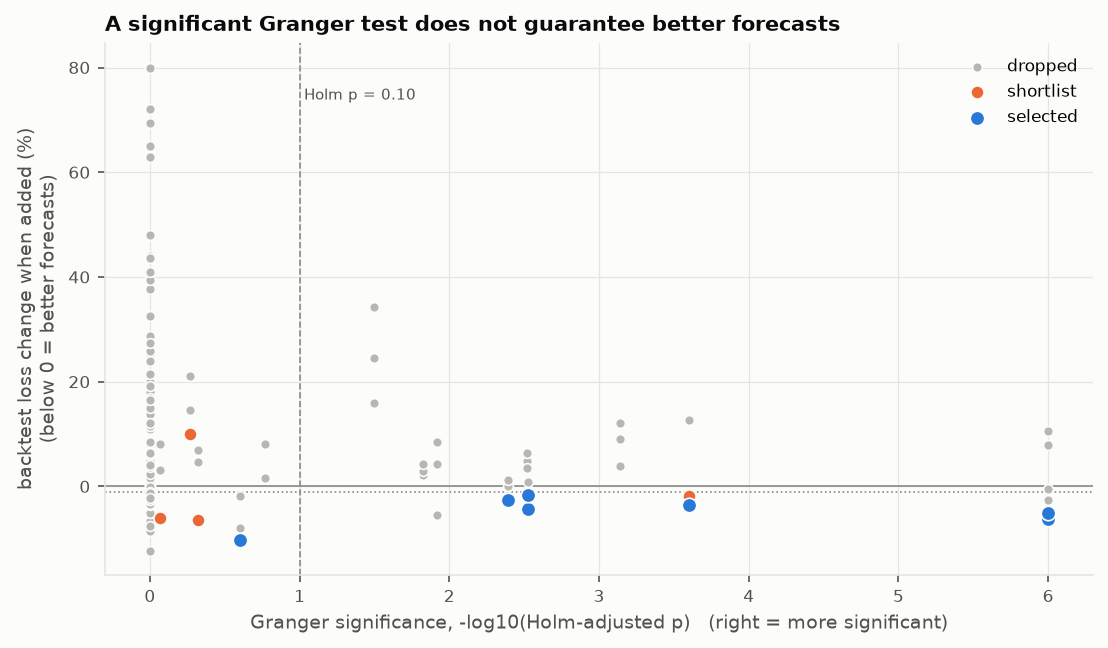 A significant Granger test does not guarantee better forecasts
dropped
shortlist
selected
Holm p = 0.10
backtest loss change when added (%)
(below 0 = better forecasts)
80
60
40
20
0
0
1
2
3
4
5
6
Granger significance, -log10(Holm-adjusted p) (right = more significant)